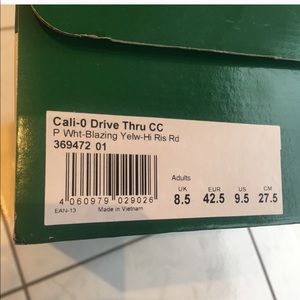 Cali-0 Drive Thru CC
P Wht-Blazing Yelw-Hi Ris Rd
369472 01
Adults
UK EUR US CM
8.5 42.5 9.5 27.5
4 060979 029026
EAN-13 Made in Vietnam